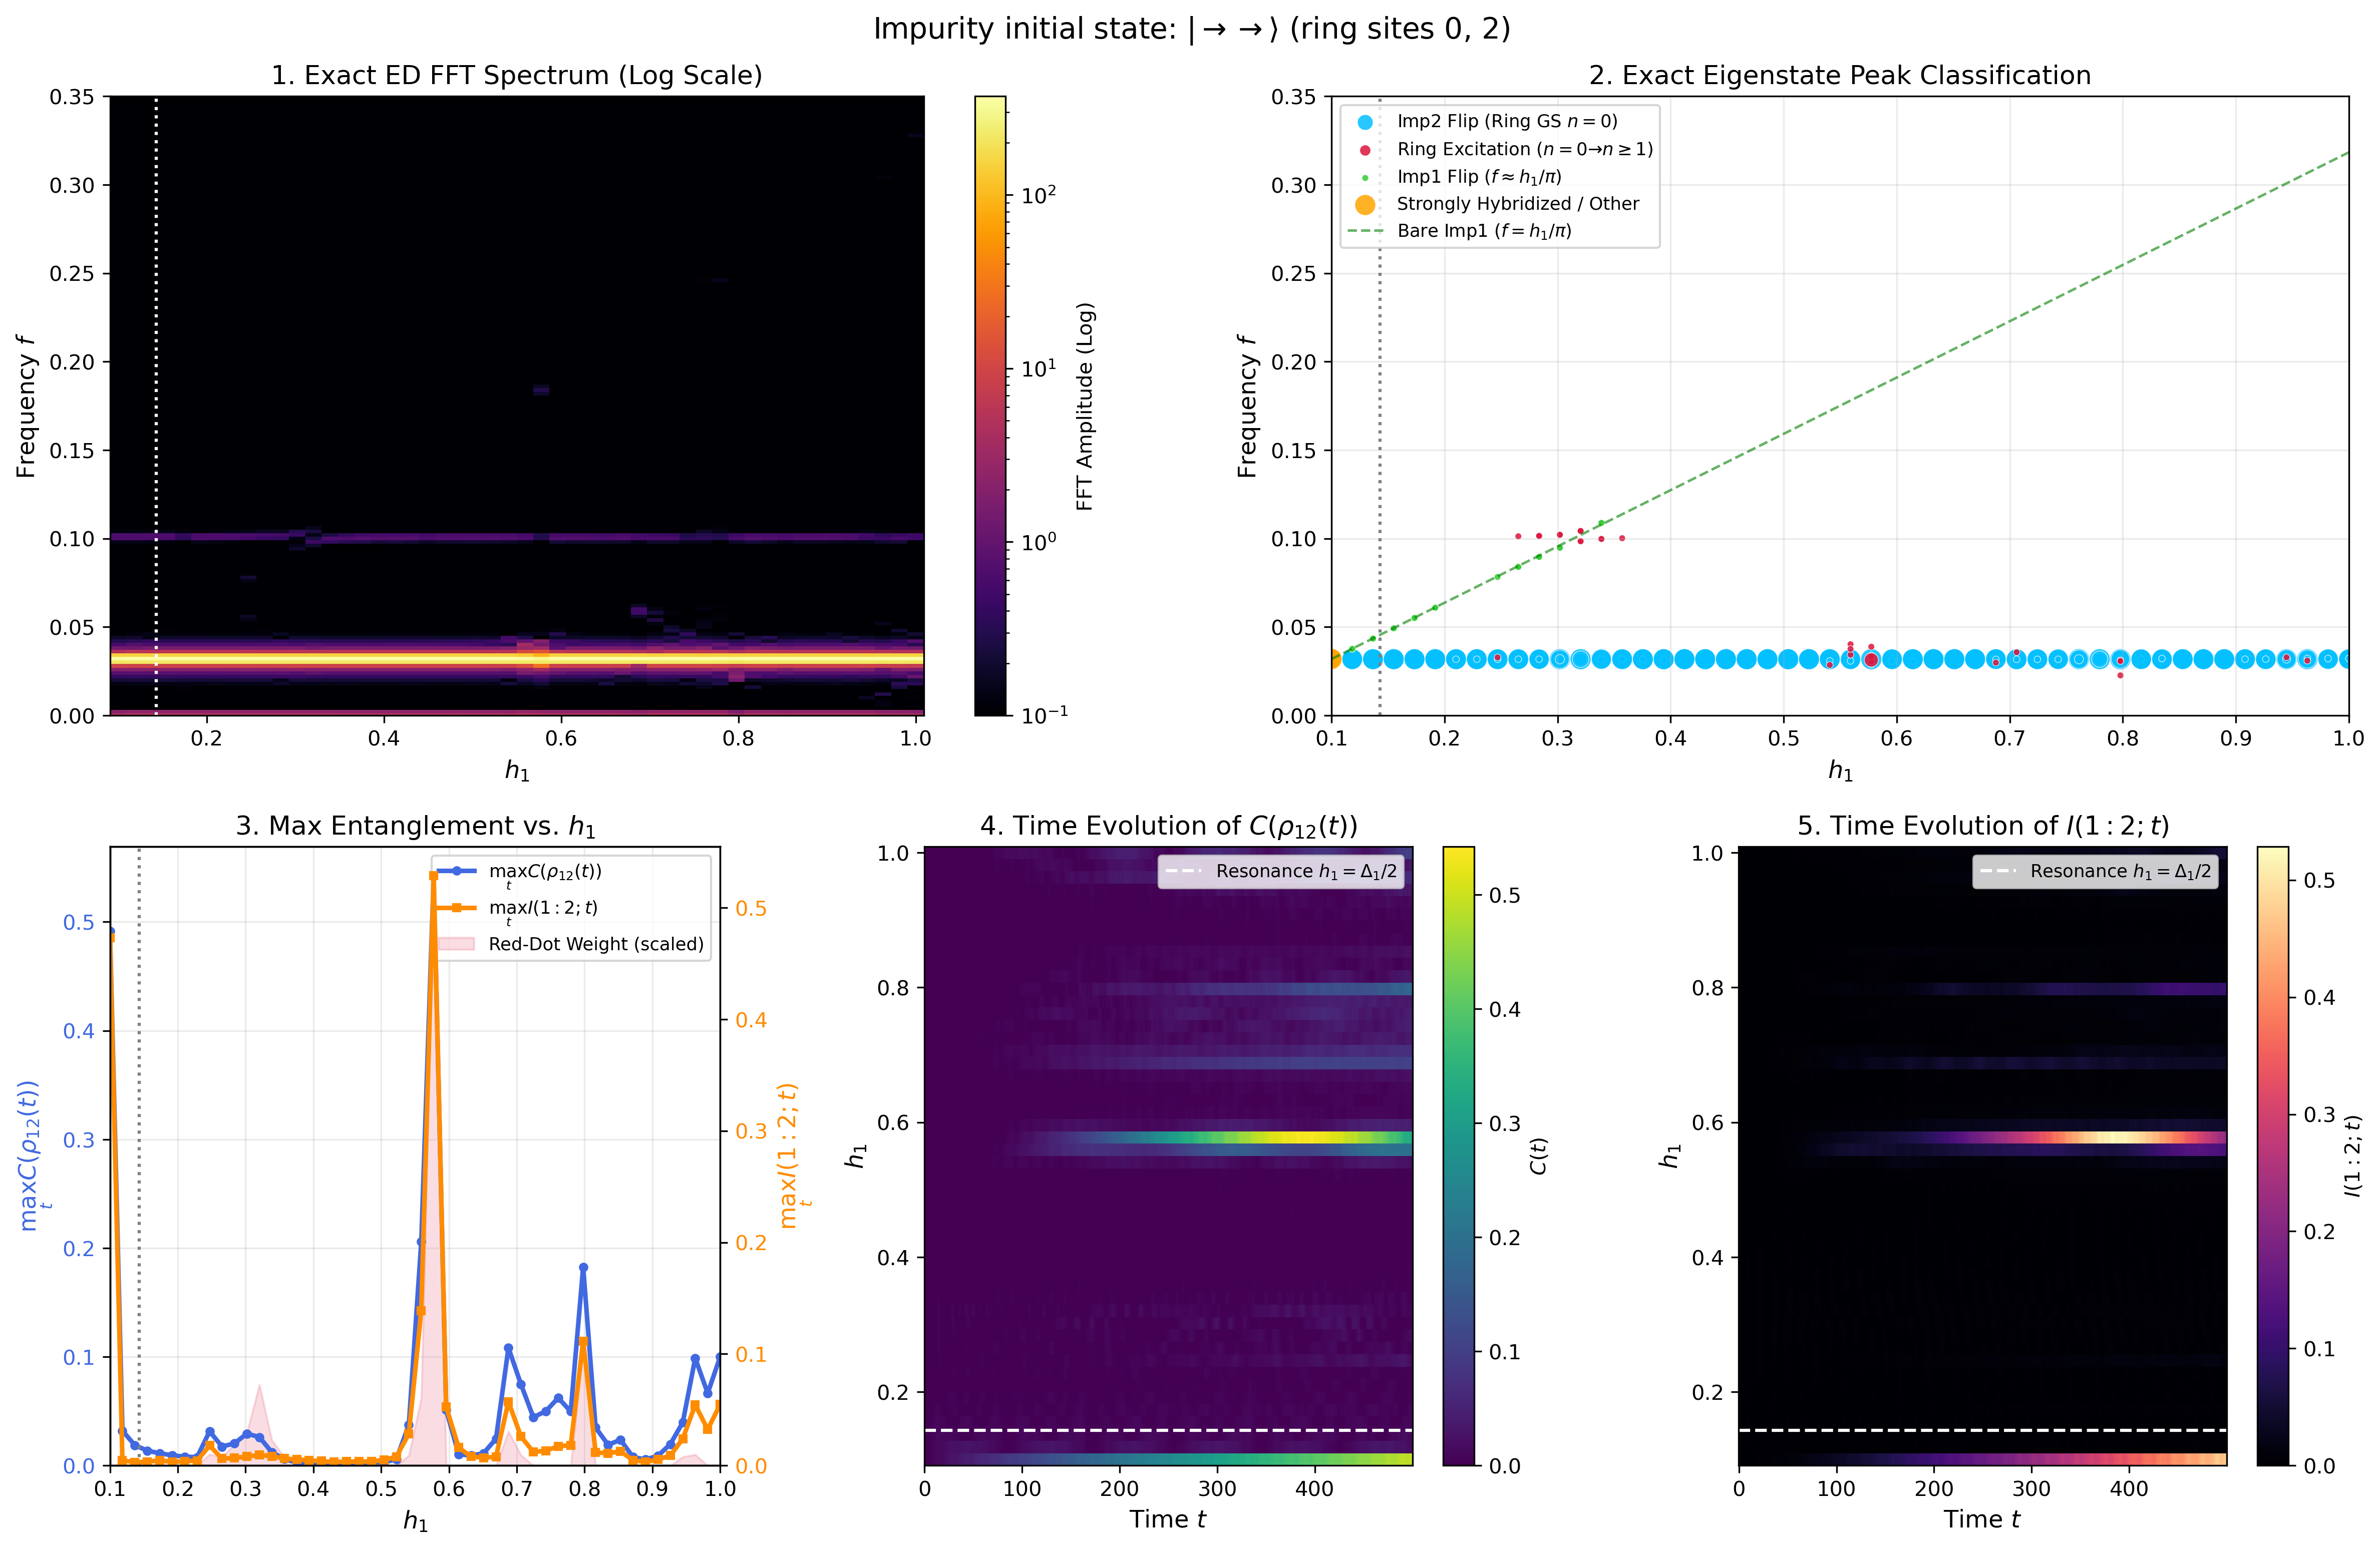 Impurity initial state: |→→⟩ (ring sites 0, 2)
1. Exact ED FFT Spectrum (Log Scale)
0.35
0.30
0.25
0.20
0.15
0.10
0.05
0.00
Frequency f
0.2 0.4 0.6 0.8 1.0
h₁
10²
10¹
10⁰
10⁻¹
FFT Amplitude (Log)
2. Exact Eigenstate Peak Classification
Imp2 Flip (Ring GS n = 0)
Ring Excitation (n = 0→n ≥ 1)
Imp1 Flip (f ≈ h₁/π)
Strongly Hybridized / Other
Bare Imp1 (f = h₁/π)
0.35
0.30
0.25
0.20
0.15
0.10
0.05
0.00
Frequency f
0.1 0.2 0.3 0.4 0.5 0.6 0.7 0.8 0.9 1.0
h₁
3. Max Entanglement vs. h₁
max C(ρ₁₂(t))
t
max I(1 : 2; t)
t
Red-Dot Weight (scaled)
0.5
0.4
0.3
0.2
0.1
0.0
max C(ρ₁₂(t))
t
0.5
0.4
0.3
0.2
0.1
0.0
max I(1 : 2; t)
t
0.1 0.2 0.3 0.4 0.5 0.6 0.7 0.8 0.9 1.0
h₁
4. Time Evolution of C(ρ₁₂(t))
Resonance h₁ = Δ₁/2
1.0
0.8
0.6
0.4
0.2
h₁
0 100 200 300 400
Time t
0.5
0.4
0.3
0.2
0.1
0.0
C(t)
5. Time Evolution of I(1 : 2; t)
Resonance h₁ = Δ₁/2
1.0
0.8
0.6
0.4
0.2
h₁
0 100 200 300 400
Time t
0.5
0.4
0.3
0.2
0.1
0.0
I(1 : 2; t)